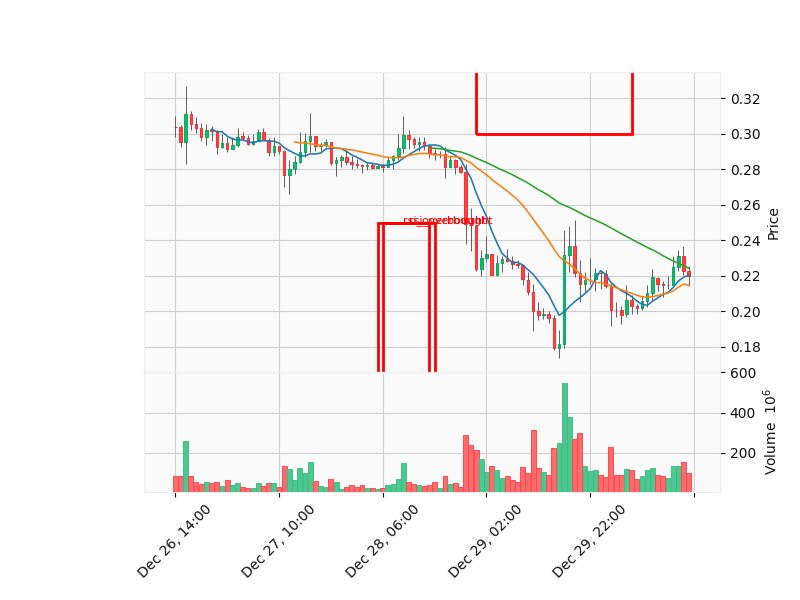 0.32
0.30
0.28
0.26
0.24
0.22
0.20
0.18
Price
600
400
200
Volume 10⁶
Dec 26, 14:00
Dec 27, 10:00
Dec 28, 06:00
Dec 29, 02:00
Dec 29, 22:00